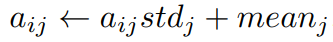 a_{ij} ← a_{ij}std_j + mean_j